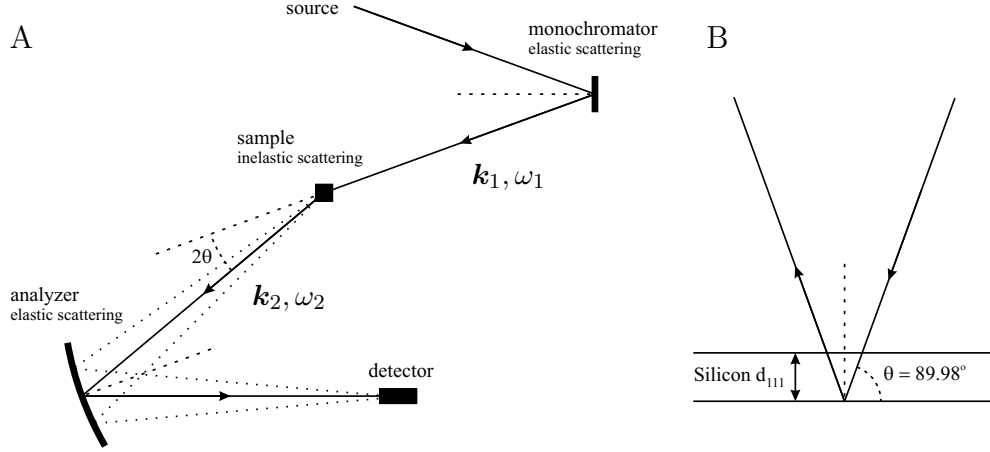 A
source
monochromator
elastic scattering
sample
inelastic scattering
𝒌₁, ω₁
2θ
𝒌₂, ω₂
analyzer
elastic scattering
detector
B
Silicon d₁₁₁
θ = 89.98°